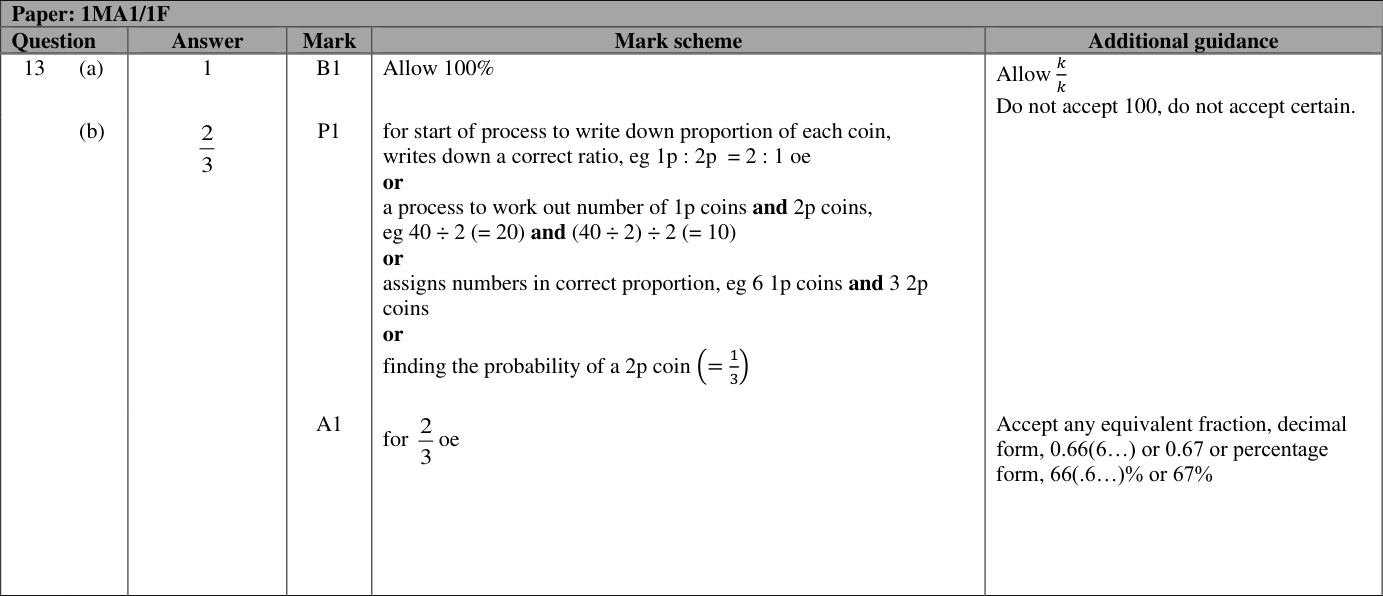 Paper: 1MA1/1F
Question Answer Mark Mark scheme Additional guidance
13 (a) 1 B1 Allow 100% Allow k/k
Do not accept 100, do not accept certain.
(b) 2/3 P1 for start of process to write down proportion of each coin,
writes down a correct ratio, eg 1p : 2p = 2 : 1 oe
or
a process to work out number of 1p coins and 2p coins,
eg 40 ÷ 2 (= 20) and (40 ÷ 2) ÷ 2 (= 10)
or
assigns numbers in correct proportion, eg 6 1p coins and 3 2p
coins
or
finding the probability of a 2p coin (= 1/3)
A1 for 2/3 oe Accept any equivalent fraction, decimal
form, 0.66(6…) or 0.67 or percentage
form, 66(.6…)% or 67%